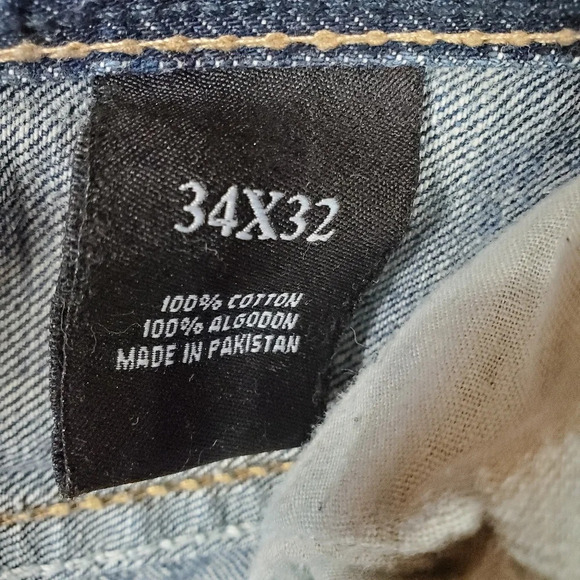 34X32
100% COTTON
100% ALGODON
MADE IN PAKISTAN